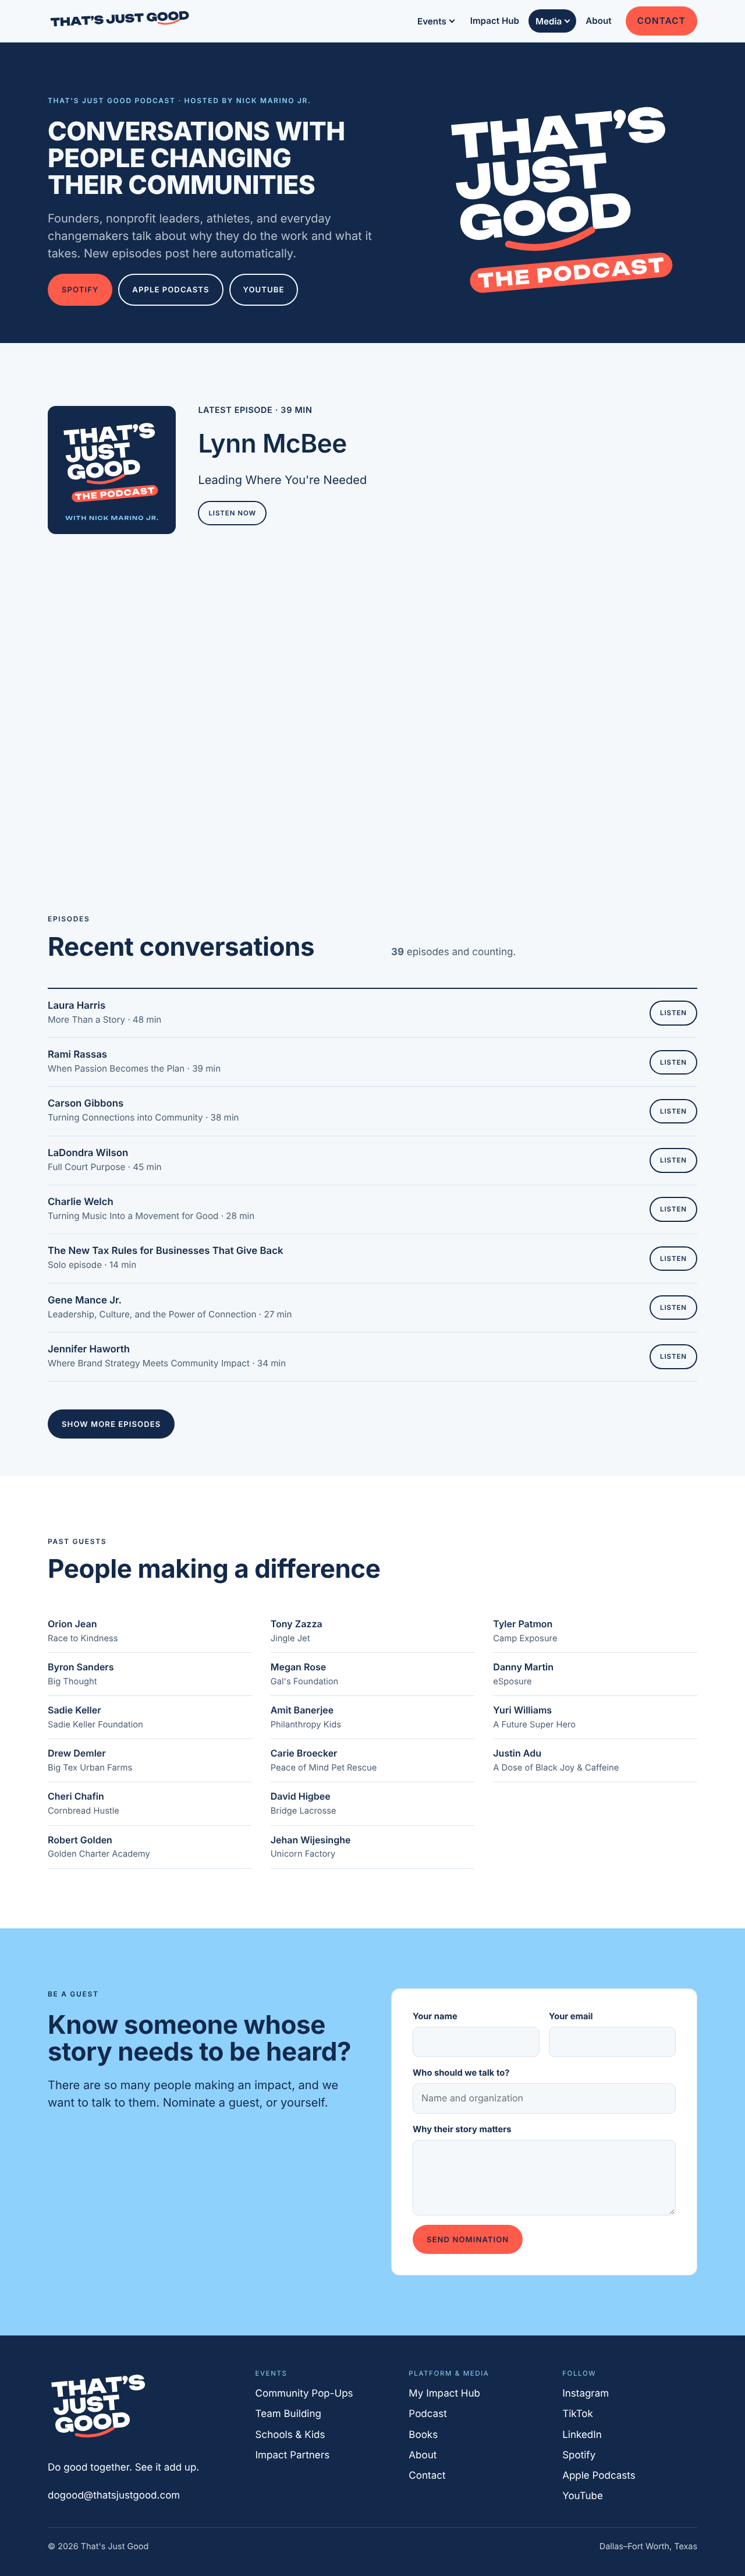 THAT'S JUST GOOD
Events
Impact Hub
Media
About
CONTACT
THAT'S JUST GOOD PODCAST · HOSTED BY NICK MARINO JR.
CONVERSATIONS WITH
PEOPLE CHANGING
THEIR COMMUNITIES
Founders, nonprofit leaders, athletes, and everyday
changemakers talk about why they do the work and what it
takes. New episodes post here automatically.
SPOTIFY
APPLE PODCASTS
YOUTUBE
THAT'S
JUST
GOOD
THE PODCAST
THAT'S
JUST
GOOD
THE PODCAST
WITH NICK MARINO JR.
LATEST EPISODE · 39 MIN
Lynn McBee
Leading Where You're Needed
LISTEN NOW
EPISODES
Recent conversations
39 episodes and counting.
Laura Harris
More Than a Story · 48 min
LISTEN
Rami Rassas
When Passion Becomes the Plan · 39 min
LISTEN
Carson Gibbons
Turning Connections into Community · 38 min
LISTEN
LaDondra Wilson
Full Court Purpose · 45 min
LISTEN
Charlie Welch
Turning Music Into a Movement for Good · 28 min
LISTEN
The New Tax Rules for Businesses That Give Back
Solo episode · 14 min
LISTEN
Gene Mance Jr.
Leadership, Culture, and the Power of Connection · 27 min
LISTEN
Jennifer Haworth
Where Brand Strategy Meets Community Impact · 34 min
LISTEN
SHOW MORE EPISODES
PAST GUESTS
People making a difference
Orion Jean
Race to Kindness
Byron Sanders
Big Thought
Sadie Keller
Sadie Keller Foundation
Drew Demler
Big Tex Urban Farms
Cheri Chafin
Cornbread Hustle
Robert Golden
Golden Charter Academy
Tony Zazza
Jingle Jet
Megan Rose
Gal's Foundation
Amit Banerjee
Philanthropy Kids
Carie Broecker
Peace of Mind Pet Rescue
David Higbee
Bridge Lacrosse
Jehan Wijesinghe
Unicorn Factory
Tyler Patmon
Camp Exposure
Danny Martin
eSposure
Yuri Williams
A Future Super Hero
Justin Adu
A Dose of Black Joy & Caffeine
BE A GUEST
Know someone whose
story needs to be heard?
There are so many people making an impact, and we
want to talk to them. Nominate a guest, or yourself.
Your name
Your email
Who should we talk to?
Name and organization
Why their story matters
SEND NOMINATION
THAT'S
JUST
GOOD
Do good together. See it add up.
dogood@thatsjustgood.com
EVENTS
Community Pop-Ups
Team Building
Schools & Kids
Impact Partners
PLATFORM & MEDIA
My Impact Hub
Podcast
Books
About
Contact
FOLLOW
Instagram
TikTok
LinkedIn
Spotify
Apple Podcasts
YouTube
© 2026 That's Just Good
Dallas–Fort Worth, Texas